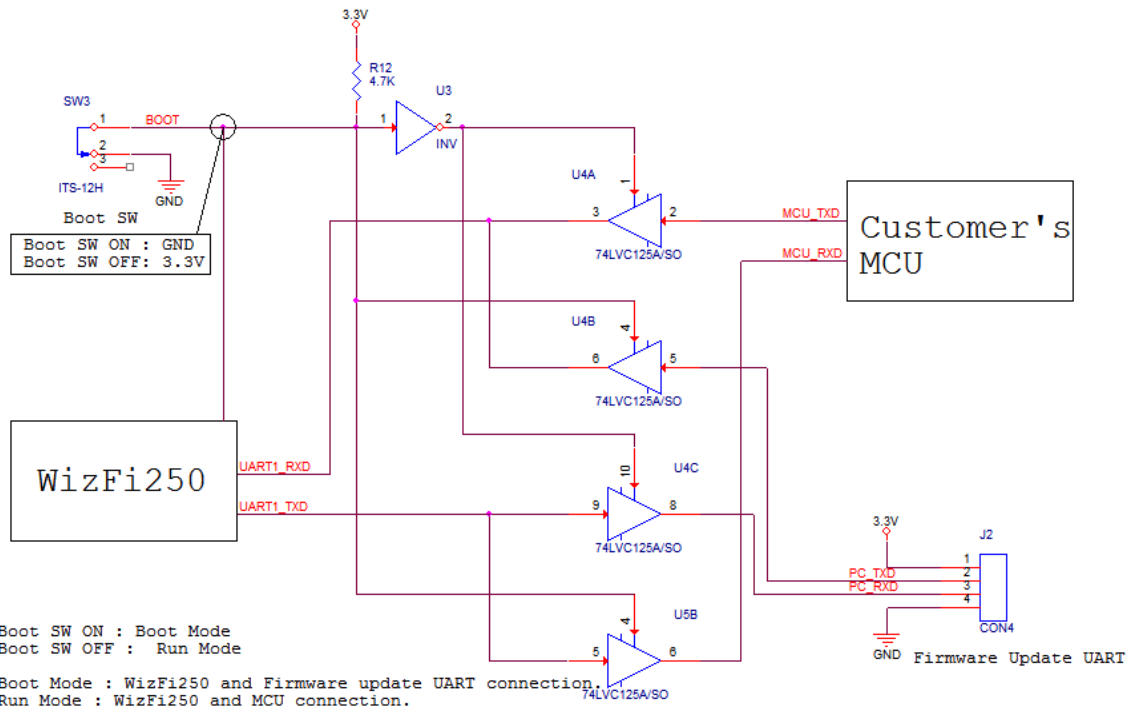 3.3V
R12
4.7K
U3
SW3
1
BOOT
1
2
INV
2
3
ITS-12H
GND
Boot SW
Boot SW ON : GND
Boot SW OFF: 3.3V
U4A
1
3
2
MCU_TXD
74LVC125A/SO
Customer's
MCU
MCU_RXD
U4B
4
6
5
74LVC125A/SO
WizFi250
UART1_RXD
UART1_TXD
10
U4C
9
8
74LVC125A/SO
3.3V
J2
1
PC_TXD
2
PC_RXD
3
4
CON4
GND
Firmware Update UART
U5B
4
5
6
74LVC125A/SO
Boot SW ON : Boot Mode
Boot SW OFF :  Run Mode
Boot Mode : WizFi250 and Firmware update UART connection.
Run Mode : WizFi250 and MCU connection.